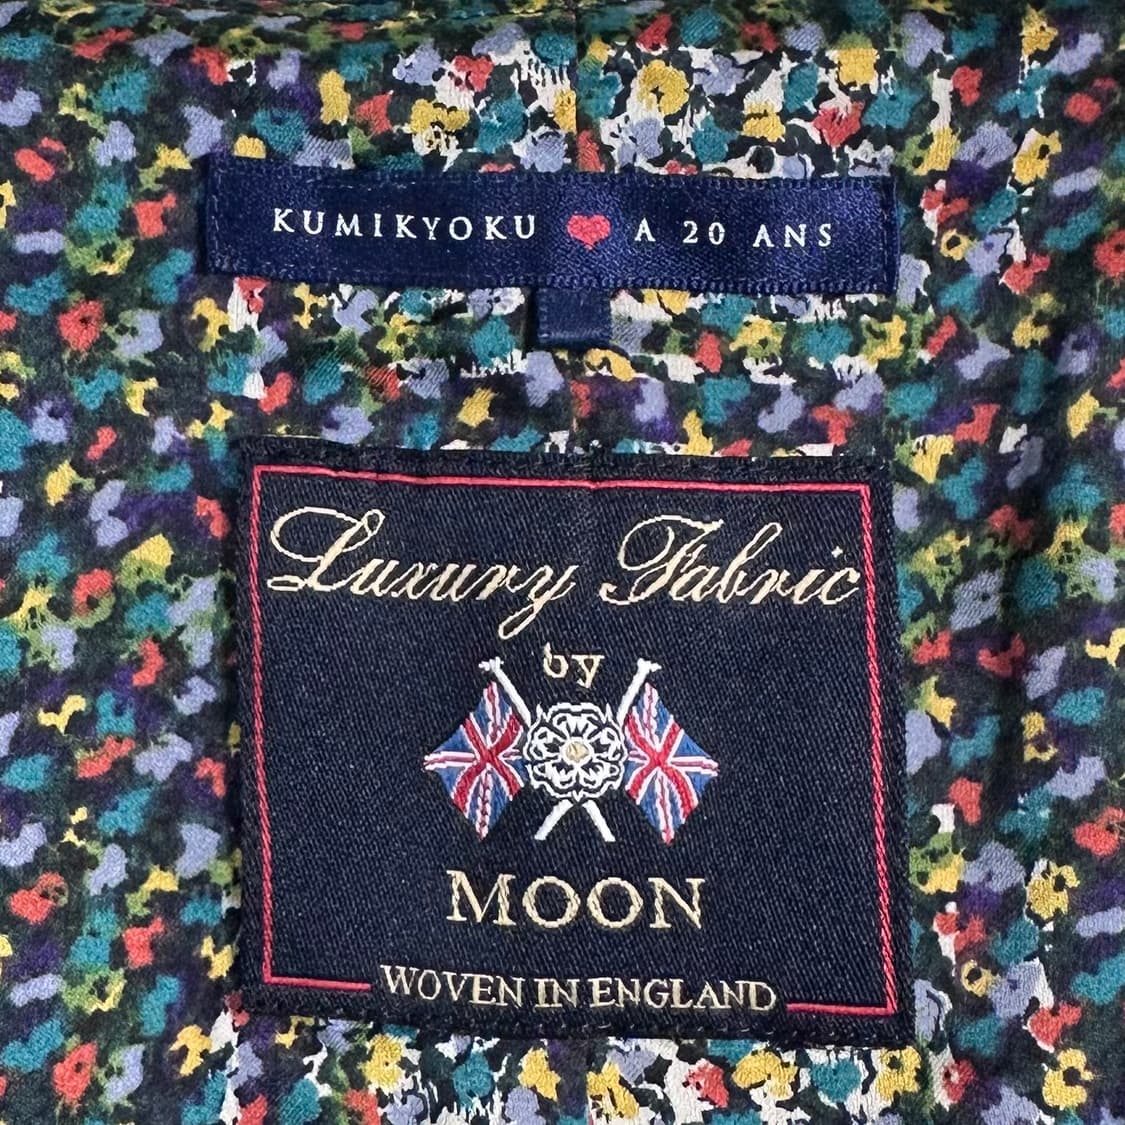 KUMIKYOKU ♥ A 20 ANS
Luxury Fabric
by
MOON
WOVEN IN ENGLAND